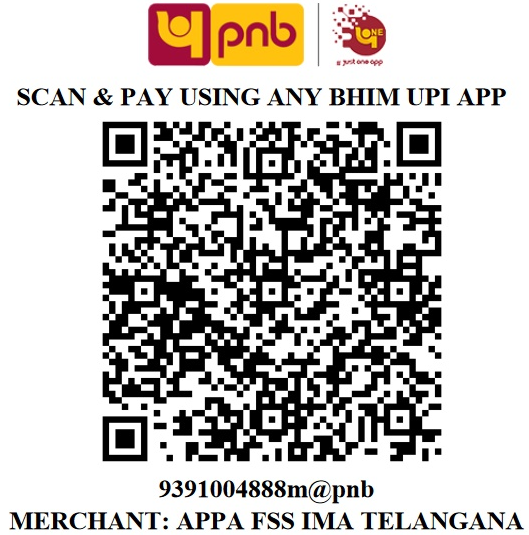 प pnb
प ONE
# just one app
SCAN & PAY USING ANY BHIM UPI APP
9391004888m@pnb
MERCHANT: APPA FSS IMA TELANGANA